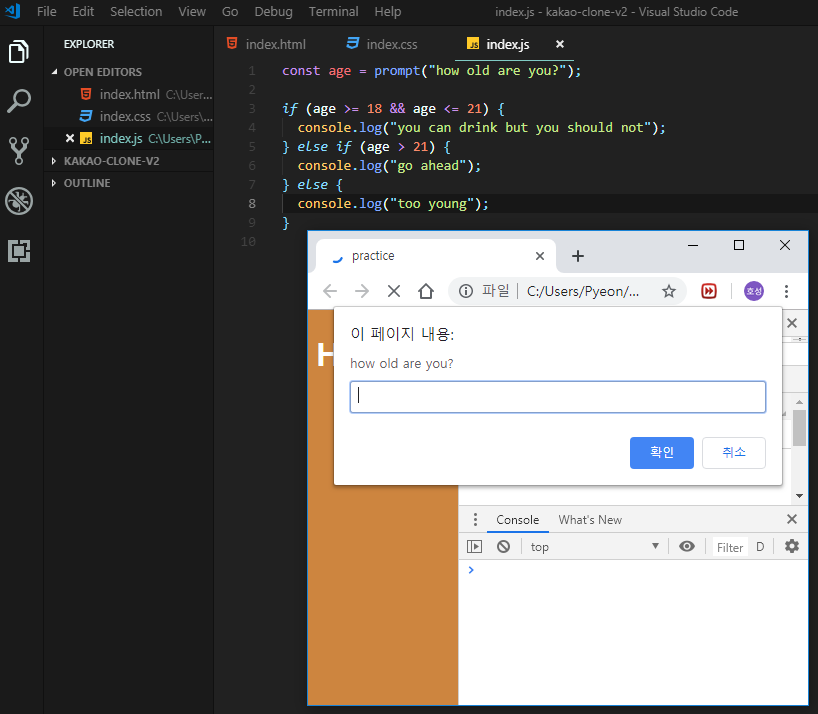 File Edit Selection View Go Debug Terminal Help index.js - kakao-clone-v2 - Visual Studio Code
EXPLORER
OPEN EDITORS
index.html C:\User...
index.css C:\Users\...
index.js C:\Users\P...
KAKAO-CLONE-V2
OUTLINE
index.html index.css index.js
1 const age = prompt("how old are you?");
2
3 if (age >= 18 && age <= 21) {
4 console.log("you can drink but you should not");
5 } else if (age > 21) {
6 console.log("go ahead");
7 } else {
8 console.log("too young");
9 }
10
practice
파일 C:/Users/Pyeon/... 호성
H
이 페이지 내용:
how old are you?
확인 취소
Console What's New
top Filter D